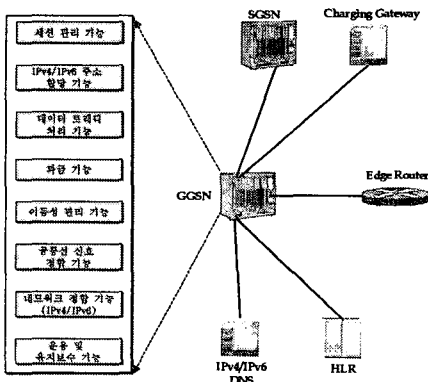 세션 관리 기능
IPv4/IPv6 주소
할당 기능
데이터 트래픽
처리 기능
과금 기능
이동성 관리 기능
공통선 신호
정합 기능
네트워크 정합 기능
(IPv4/IPv6)
운용 및
유지보수 기능
SGSN
Charging Gateway
GGSN
Edge Router
IPv4/IPv6
DNS
HLR